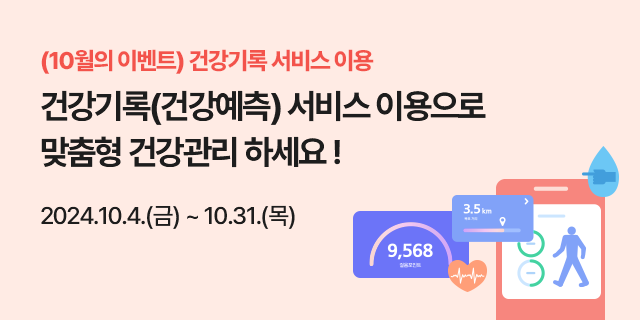 (10월의 이벤트) 건강기록 서비스 이용
건강기록(건강예측) 서비스 이용으로
맞춤형 건강관리 하세요 !
2024.10.4.(금) ~ 10.31.(목)
3.5 km
9,568